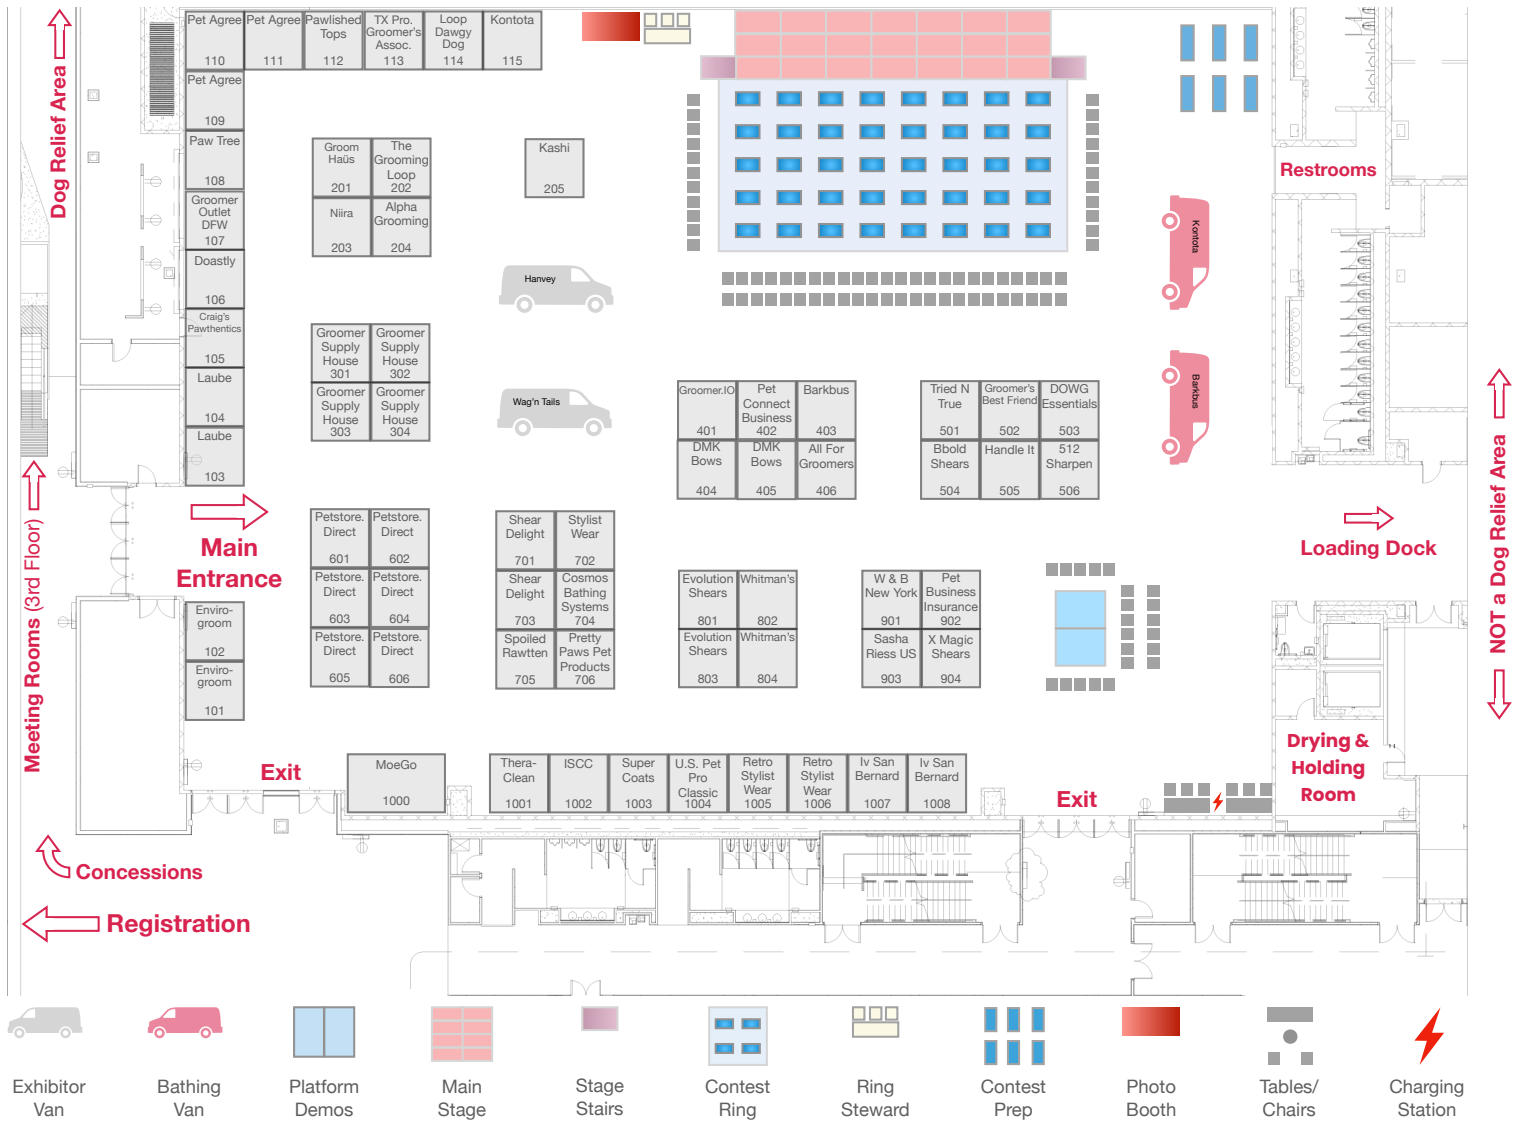 Pet Agree
110
Pet Agree
111
Pawlished
Tops
112
TX Pro.
Groomer's
Assoc.
113
Loop
Dawgy
Dog
114
Kontota
115
Pet Agree
109
Paw Tree
108
Groomer
Outlet
DFW
107
Doastly
106
Craig's
Pawthentics
105
Laube
104
Laube
103
Dog Relief Area
Groom
Haüs
201
The
Grooming
Loop
202
Niira
203
Alpha
Grooming
204
Kashi
205
Hanvey
Wag'n Tails
Kontota
Barkbus
Restrooms
Groomer
Supply
House
301
Groomer
Supply
House
302
Groomer
Supply
House
303
Groomer
Supply
House
304
Groomer.IO
401
Pet
Connect
Business
402
Barkbus
403
DMK
Bows
404
DMK
Bows
405
All For
Groomers
406
Tried N
True
501
Groomer's
Best Friend
502
DOWG
Essentials
503
Bbold
Shears
504
Handle It
505
512
Sharpen
506
Main
Entrance
Meeting Rooms (3rd Floor)
Loading Dock
NOT a Dog Relief Area
Petstore.
Direct
601
Petstore.
Direct
602
Petstore.
Direct
603
Petstore.
Direct
604
Petstore.
Direct
605
Petstore.
Direct
606
Shear
Delight
701
Stylist
Wear
702
Shear
Delight
703
Cosmos
Bathing
Systems
704
Spoiled
Rawtten
705
Pretty
Paws Pet
Products
706
Evolution
Shears
801
Whitman's
802
Evolution
Shears
803
Whitman's
804
W & B
New York
901
Pet
Business
Insurance
902
Sasha
Riess US
903
X Magic
Shears
904
Enviro-
groom
102
Enviro-
groom
101
Exit
MoeGo
1000
Thera-
Clean
1001
ISCC
1002
Super
Coats
1003
U.S. Pet
Pro
Classic
1004
Retro
Stylist
Wear
1005
Retro
Stylist
Wear
1006
Iv San
Bernard
1007
Iv San
Bernard
1008
Exit
Drying &
Holding
Room
Concessions
Registration
Exhibitor
Van
Bathing
Van
Platform
Demos
Main
Stage
Stage
Stairs
Contest
Ring
Ring
Steward
Contest
Prep
Photo
Booth
Tables/
Chairs
Charging
Station